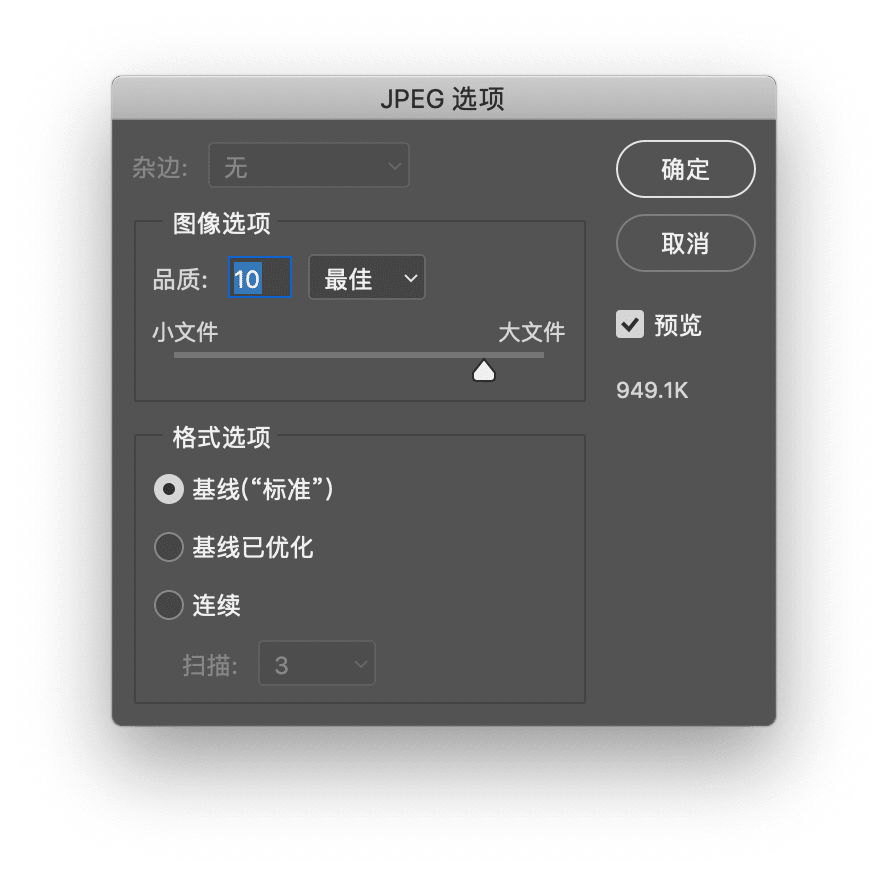 JPEG 选项
杂边: 无
确定
图像选项
取消
品质: 10 最佳
小文件 大文件
预览
949.1K
格式选项
基线(“标准”)
基线已优化
连续
扫描: 3